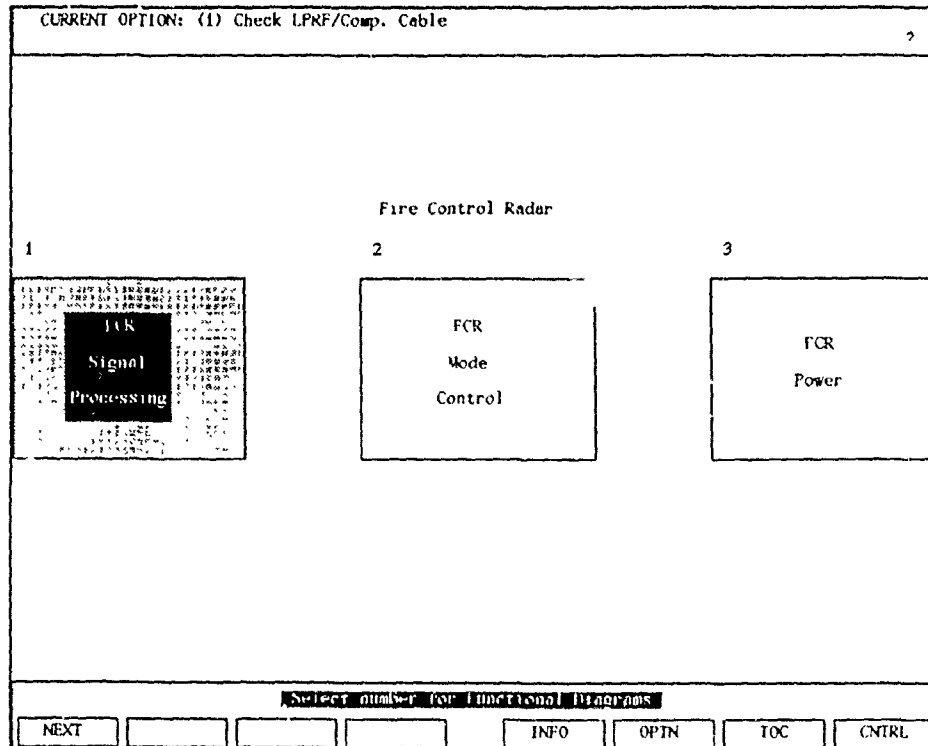 CURRENT OPTION: (1) Check LPRF/Comp. Cable
?
Fire Control Radar
1 2 3
FCR
Signal
Processing
FCR
Mode
Control
FCR
Power
Select number for Functional Diagrams
NEXT INFO OPTN TOC CNTRL